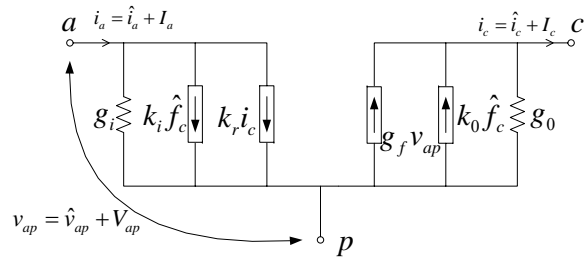 i_a = î_a + I_a
a
i_c = î_c + I_c
c
g_i
k_i f̂_c
k_r i_c
g_f v_ap
k_0 f̂_c
g_0
v_ap = v̂_ap + V_ap
p